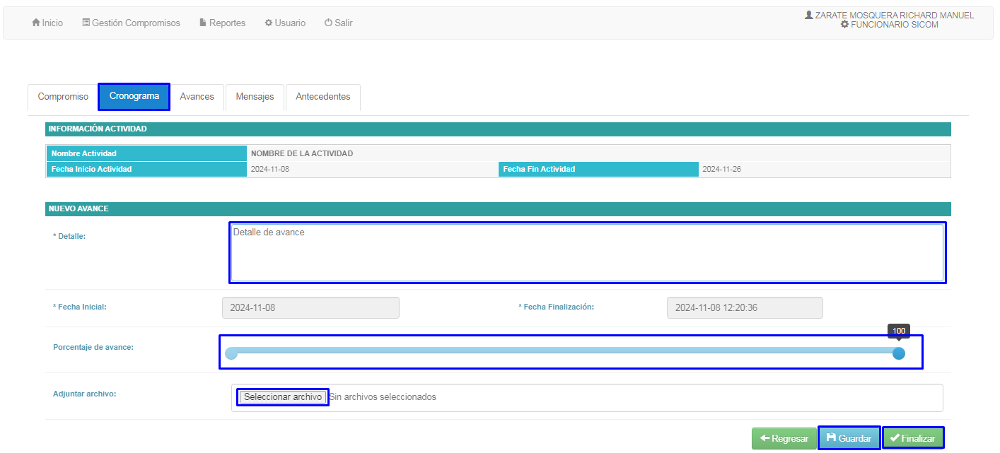 Inicio Gestión Compromisos Reportes Usuario Salir
ZARATE MOSQUERA RICHARD MANUEL
FUNCIONARIO SICOM
Compromiso Cronograma Avances Mensajes Antecedentes
INFORMACIÓN ACTIVIDAD
Nombre Actividad NOMBRE DE LA ACTIVIDAD
Fecha Inicio Actividad 2024-11-08 Fecha Fin Actividad 2024-11-26
NUEVO AVANCE
* Detalle: Detalle de avance
* Fecha Inicial: 2024-11-08 * Fecha Finalización: 2024-11-08 12:20:36
100
Porcentaje de avance:
Adjuntar archivo: Seleccionar archivo Sin archivos seleccionados
Regresar Guardar Finalizar